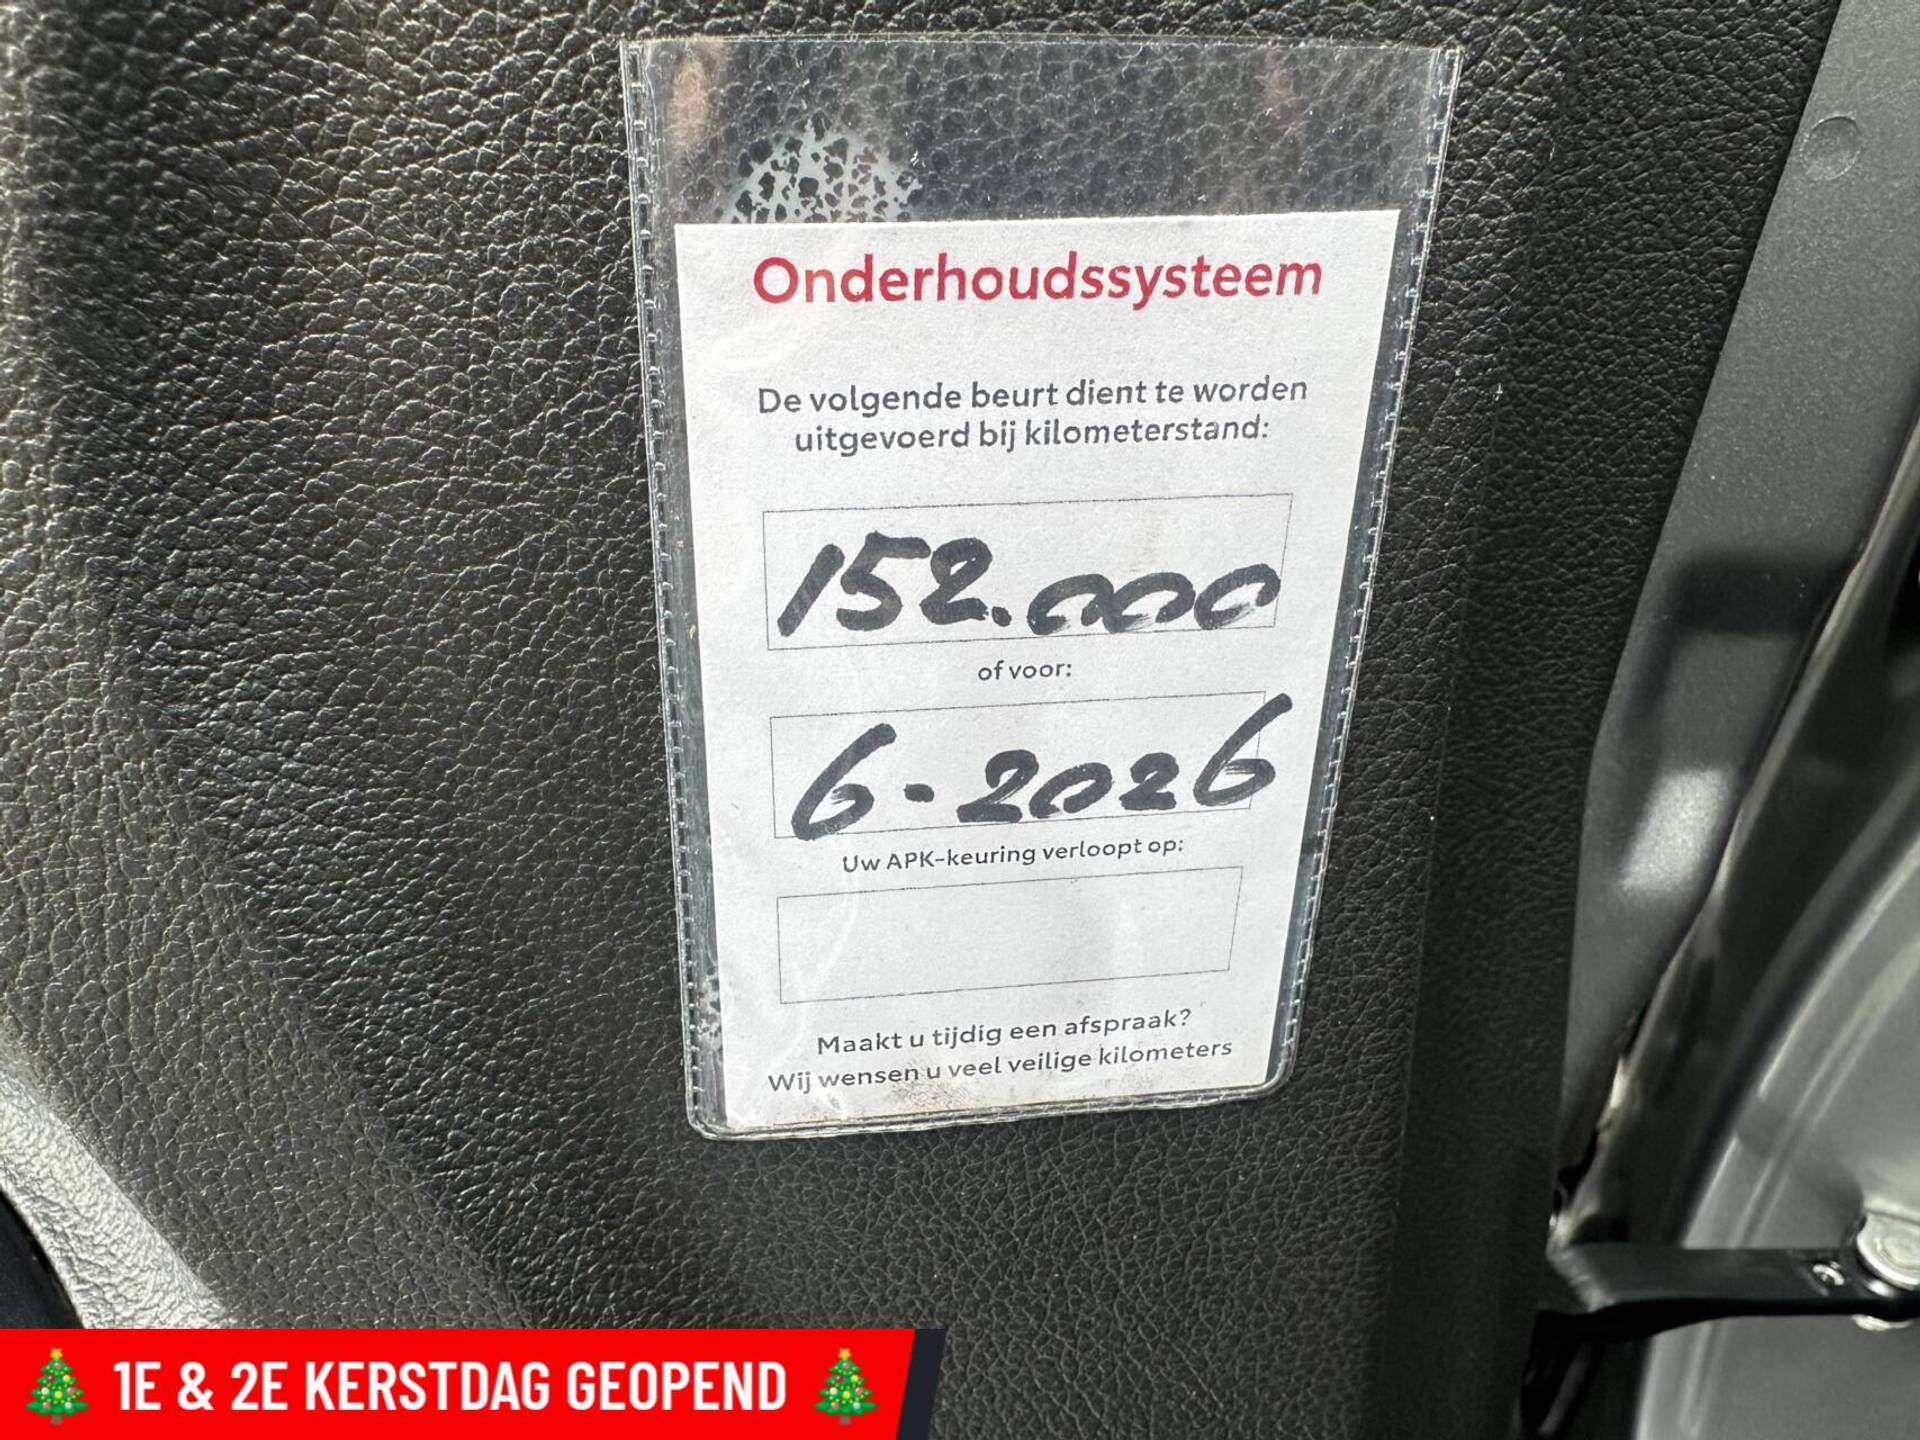 Onderhoudssysteem
De volgende beurt dient te worden
uitgevoerd bij kilometerstand:
152.000
of voor:
6-2026
Uw APK-keuring verloopt op:
Maakt u tijdig een afspraak?
Wij wensen u veel veilige kilometers
1E & 2E KERSTDAG GEOPEND